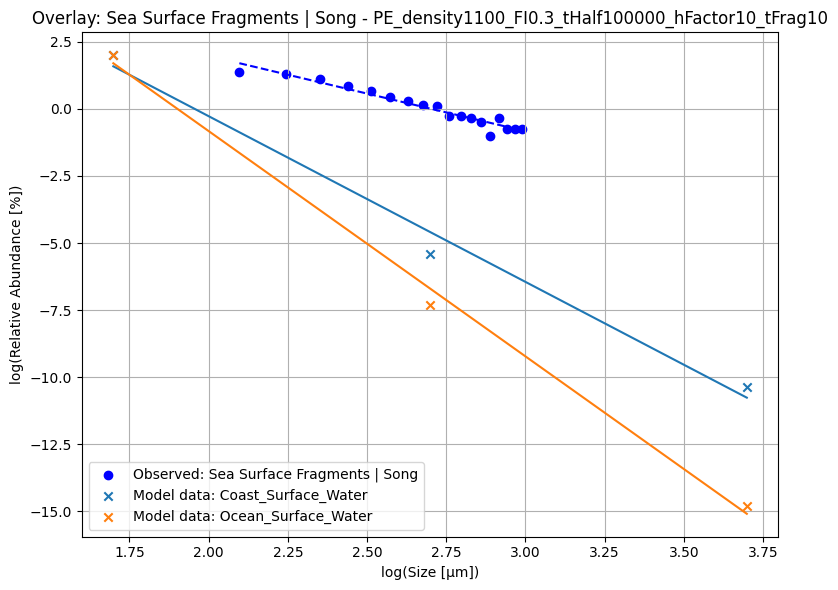 Overlay: Sea Surface Fragments | Song - PE_density1100_FI0.3_tHalf100000_hFactor10_tFrag10
log(Relative Abundance [%])
2.5
0.0
−2.5
−5.0
−7.5
−10.0
−12.5
−15.0
Observed: Sea Surface Fragments | Song
Model data: Coast_Surface_Water
Model data: Ocean_Surface_Water
1.75 2.00 2.25 2.50 2.75 3.00 3.25 3.50 3.75
log(Size [μm])